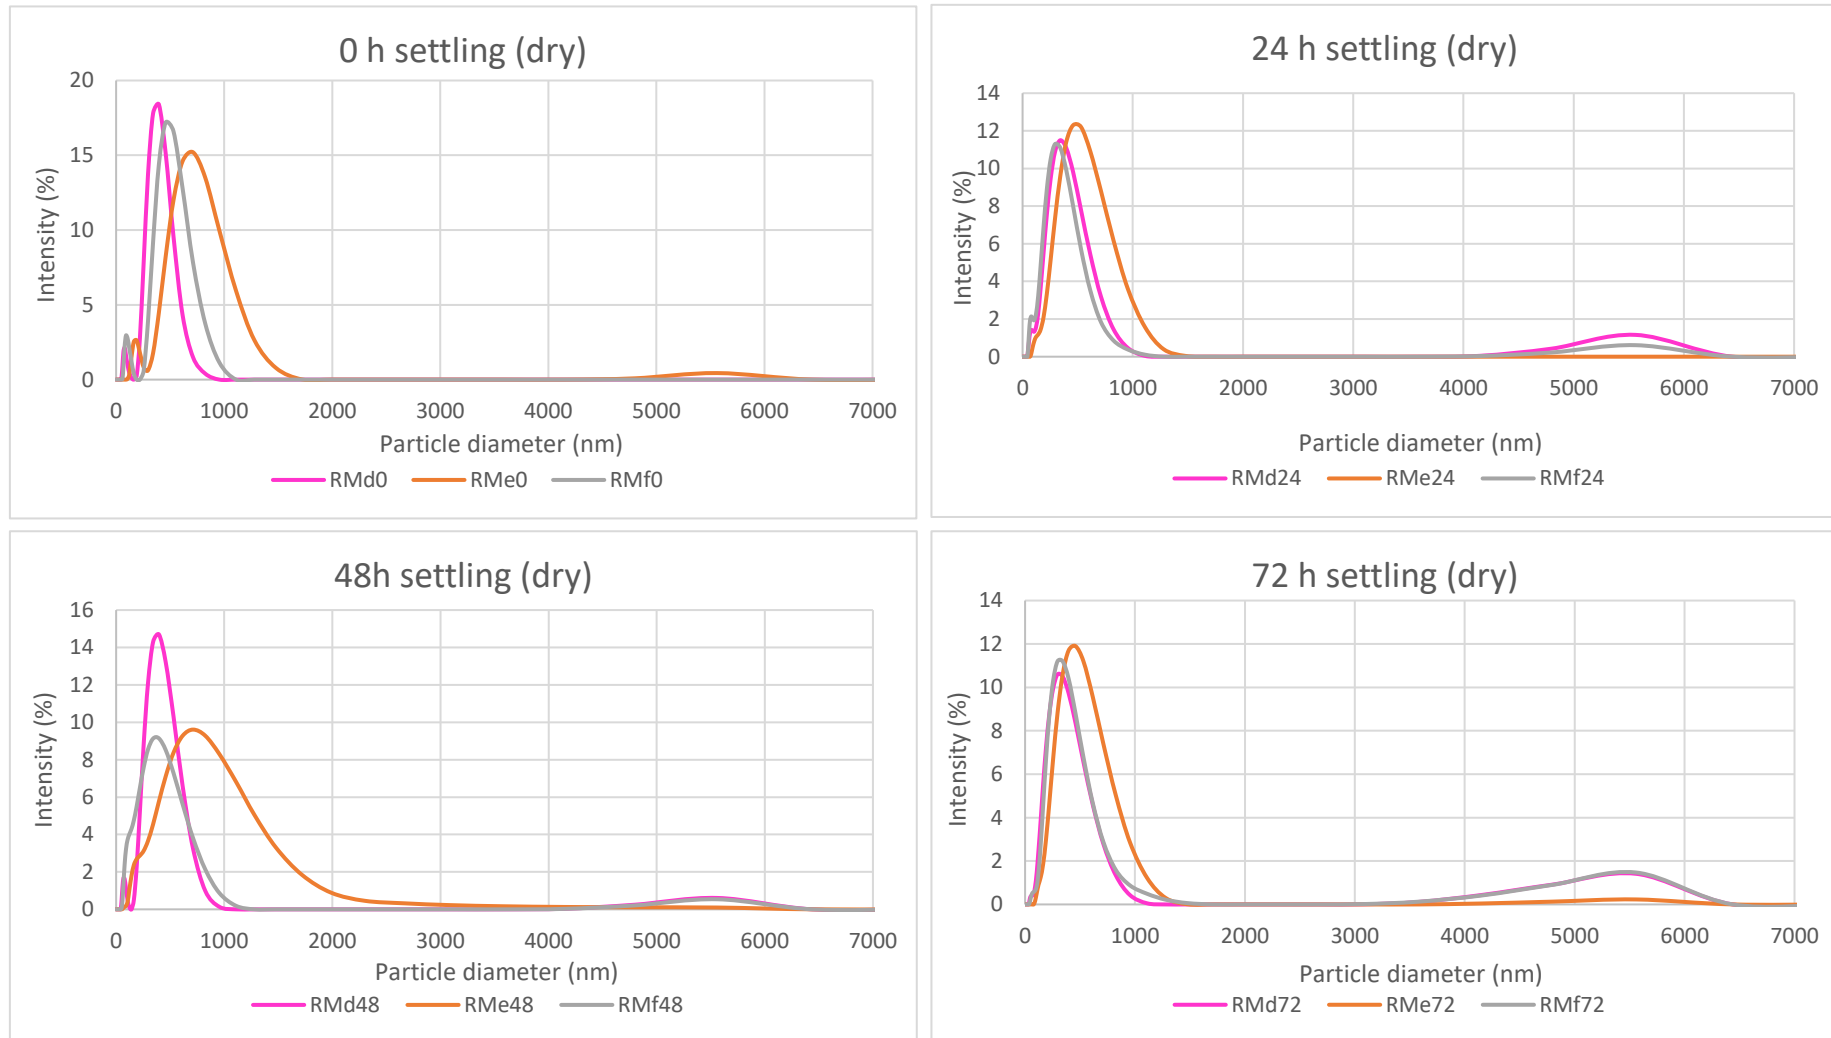 0 h settling (dry)
20
15
10
5
0
Intensity (%)
0 1000 2000 3000 4000 5000 6000 7000
Particle diameter (nm)
RMd0 RMe0 RMf0
24 h settling (dry)
14
12
10
8
6
4
2
0
Intensity (%)
0 1000 2000 3000 4000 5000 6000 7000
Particle diameter (nm)
RMd24 RMe24 RMf24
48h settling (dry)
16
14
12
10
8
6
4
2
0
Intensity (%)
0 1000 2000 3000 4000 5000 6000 7000
Particle diameter (nm)
RMd48 RMe48 RMf48
72 h settling (dry)
14
12
10
8
6
4
2
0
Intensity (%)
0 1000 2000 3000 4000 5000 6000 7000
Particle diameter (nm)
RMd72 RMe72 RMf72